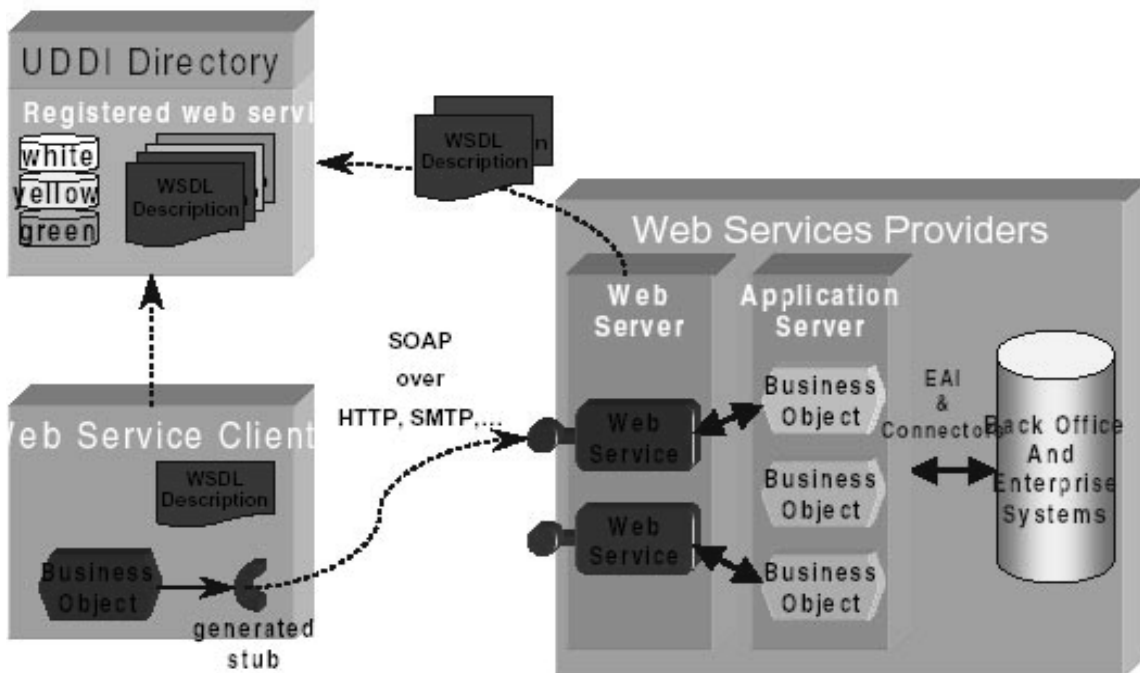 UDDI Directory
Registered web servi
white
yellow
green
WSDL
Description
WSDL
Description
n
Web Services Providers
Web
Server
Application
Server
SOAP
over
HTTP, SMTP,...
Web
Service
Web
Service
Business
Object
Business
Object
Business
Object
EAI
&
Connectors
Back Office
And
Enterprise
Systems
Web Service Client
WSDL
Description
Business
Object
generated
stub